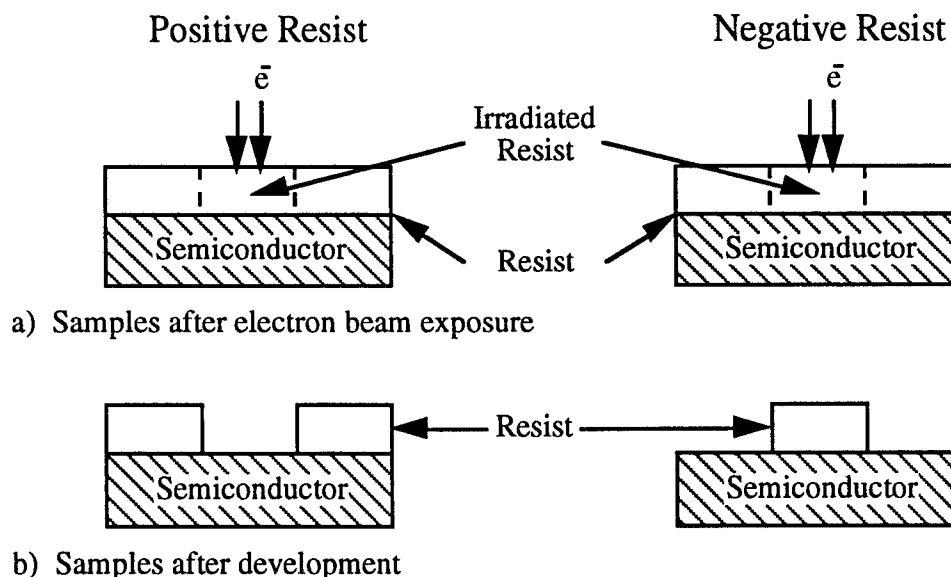 Positive Resist
Negative Resist
e̅
e̅
Irradiated
Resist
Semiconductor
Semiconductor
Resist
a) Samples after electron beam exposure
Resist
Semiconductor
Semiconductor
b) Samples after development